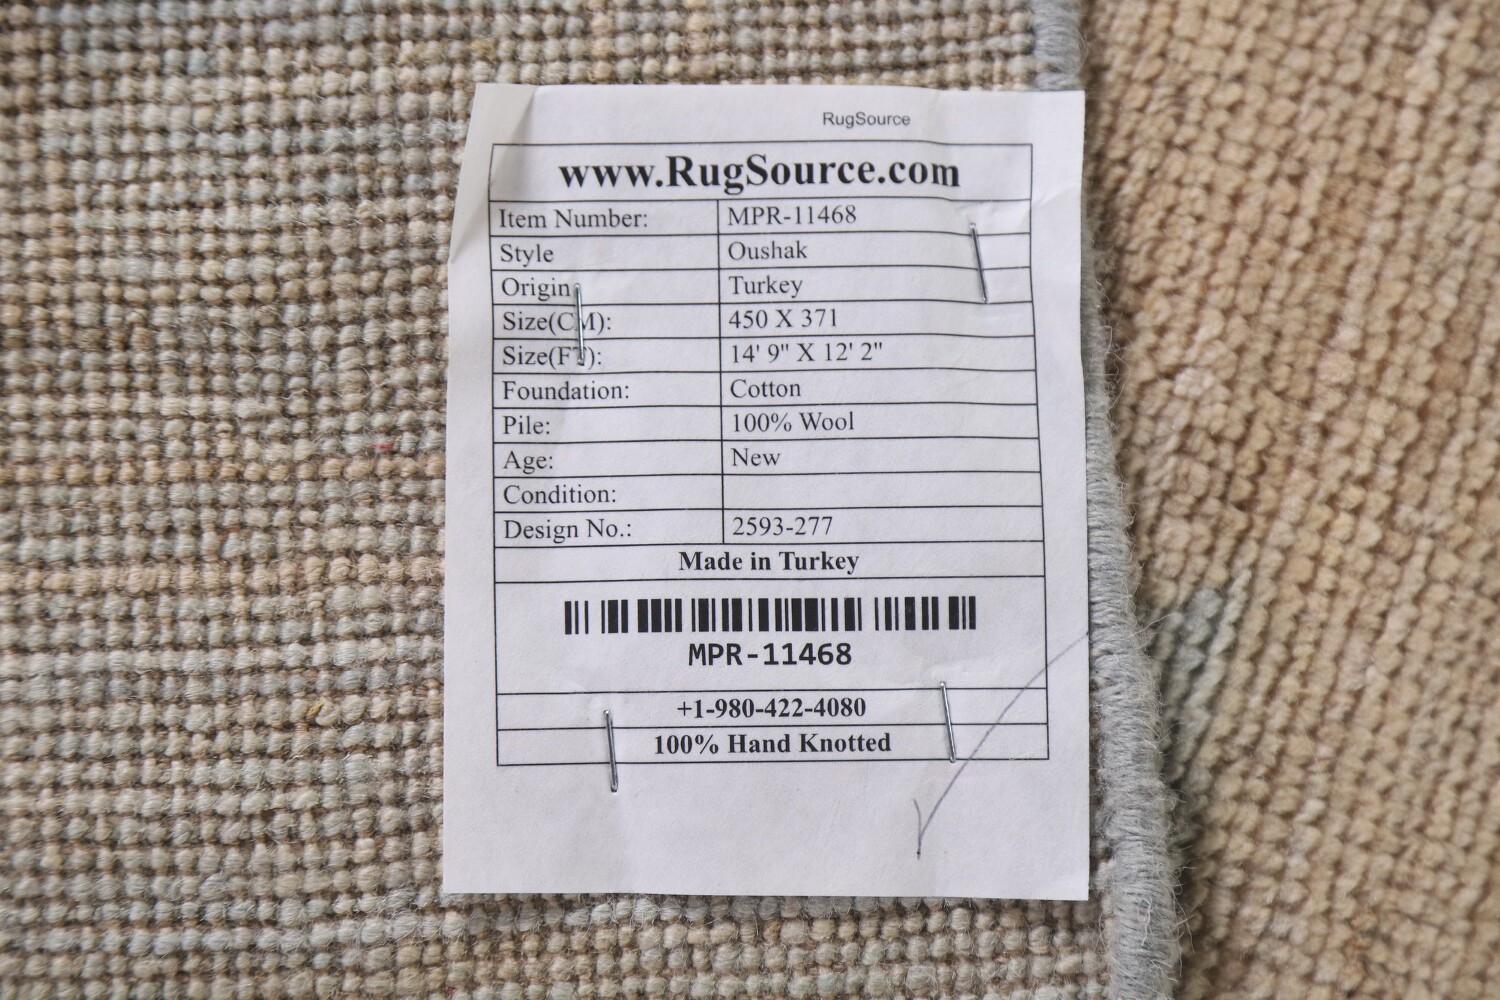 RugSource
www.RugSource.com
Item Number: MPR-11468
Style Oushak
Origin Turkey
Size(CM): 450 X 371
Size(FT): 14' 9" X 12' 2"
Foundation: Cotton
Pile: 100% Wool
Age: New
Condition:
Design No.: 2593-277
Made in Turkey
MPR-11468
+1-980-422-4080
100% Hand Knotted